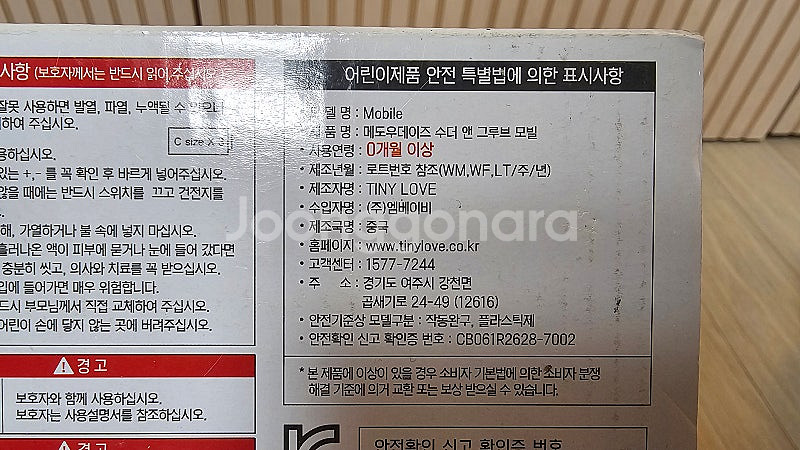 사항 (보호자께서는 반드시 읽어 주십시오
잘못 사용하면 발열, 파열, 누액될 수 있으니
하여 주십시오.
C size X 3
용하십시오.
있는 +,- 를 꼭 확인 후 바르게 넣어주십시오.
않을 때에는 반드시 스위치를 끄고 건전지를
해, 가열하거나 불 속에 넣지 마십시오.
흘러나온 액이 피부에 묻거나 눈에 들어 갔다면
충분히 씻고, 의사와 치료를 꼭 받으십시오.
입에 들어가면 매우 위험합니다.
드시 부모님께서 직접 교체하여 주십시오.
어린이 손에 닿지 않는 곳에 버려주십시오.
경고
보호자와 함께 사용하십시오.
보호자는 사용설명서를 참조하십시오.
경고
어린이제품 안전 특별법에 의한 표시사항
모델 명 : Mobile
• 제품 명 : 메도우데이즈 수더 앤 그루브 모빌
• 사용연령 : 0개월 이상
• 제조년월 : 로트번호 참조(WM,WF,LT/주/년)
• 제조자명 : TINY LOVE
• 수입자명 : (주)엠베이비
• 제조국명 : 중국
• 홈페이지 : www.tinylove.co.kr
• 고객센터 : 1577-7244
• 주 소 : 경기도 여주시 강천면
곱새기로 24-49 (12616)
• 안전기준상 모델구분 : 작동완구, 플라스틱제
• 안전확인 신고 확인증 번호 : CB061R2628-7002
* 본 제품에 이상이 있을 경우 소비자 기본법에 의한 소비자 분쟁
해결 기준에 의거 교환 또는 보상 받으실 수 있습니다.
안전확인 신고 확인증 번호
Joonggonara